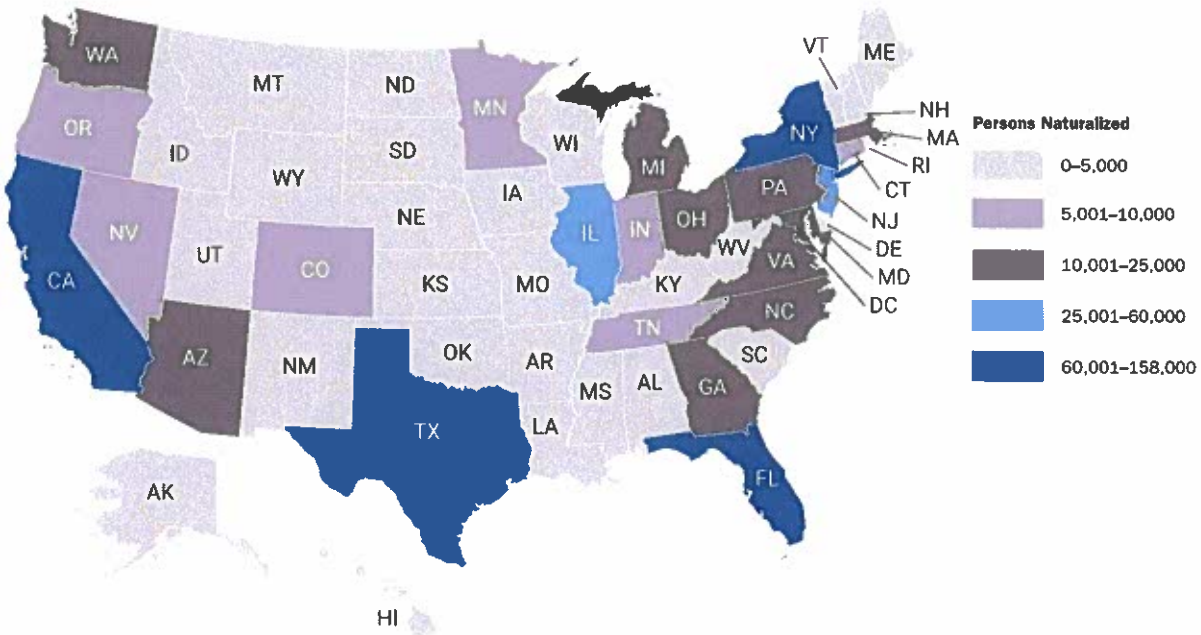 WA
MT
ND
MN
VT
ME
OR
ID
SD
WI
NY
NH
MA
RI
CT
NJ
DE
MD
DC
WY
MI
IA
PA
NE
OH
NV
IL
IN
UT
WV
CO
VA
CA
KS
MO
KY
NC
TN
AZ
NM
OK
AR
SC
MS
AL
GA
LA
TX
FL
AK
HI
Persons Naturalized
0–5,000
5,001–10,000
10,001–25,000
25,001–60,000
60,001–158,000